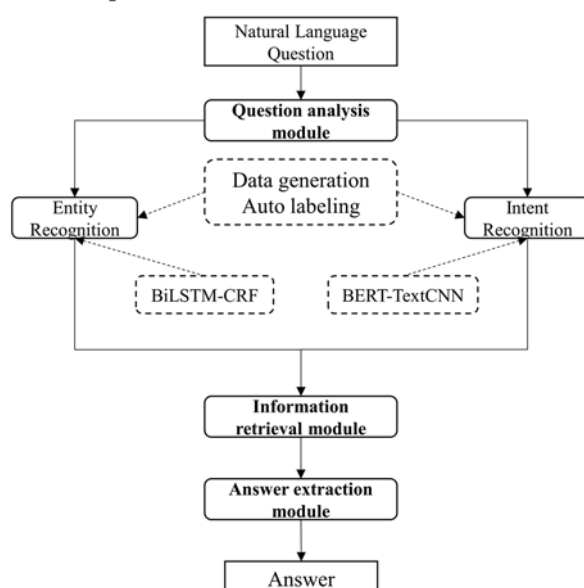 Natural Language
Question
Question analysis
module
Data generation
Auto labeling
Entity
Recognition
Intent
Recognition
BiLSTM-CRF
BERT-TextCNN
Information
retrieval module
Answer extraction
module
Answer